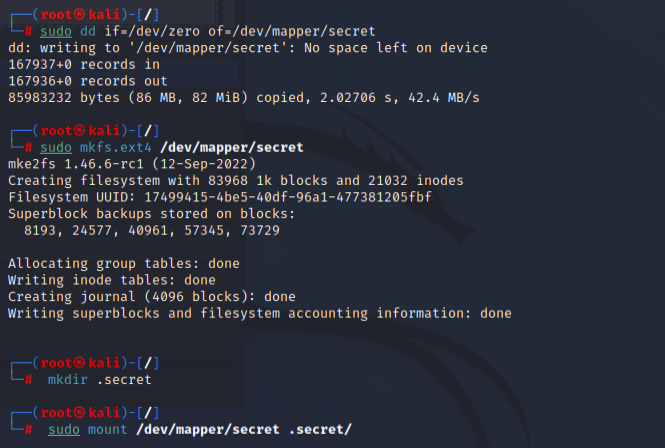 ┌──(root㉿kali)-[/]
└─# sudo dd if=/dev/zero of=/dev/mapper/secret
dd: writing to '/dev/mapper/secret': No space left on device
167937+0 records in
167936+0 records out
85983232 bytes (86 MB, 82 MiB) copied, 2.02706 s, 42.4 MB/s
┌──(root㉿kali)-[/]
└─# sudo mkfs.ext4 /dev/mapper/secret
mke2fs 1.46.6-rc1 (12-Sep-2022)
Creating filesystem with 83968 1k blocks and 21032 inodes
Filesystem UUID: 17499415-4be5-40df-96a1-477381205fbf
Superblock backups stored on blocks:
8193, 24577, 40961, 57345, 73729
Allocating group tables: done
Writing inode tables: done
Creating journal (4096 blocks): done
Writing superblocks and filesystem accounting information: done
┌──(root㉿kali)-[/]
└─# mkdir .secret
┌──(root㉿kali)-[/]
└─# sudo mount /dev/mapper/secret .secret/